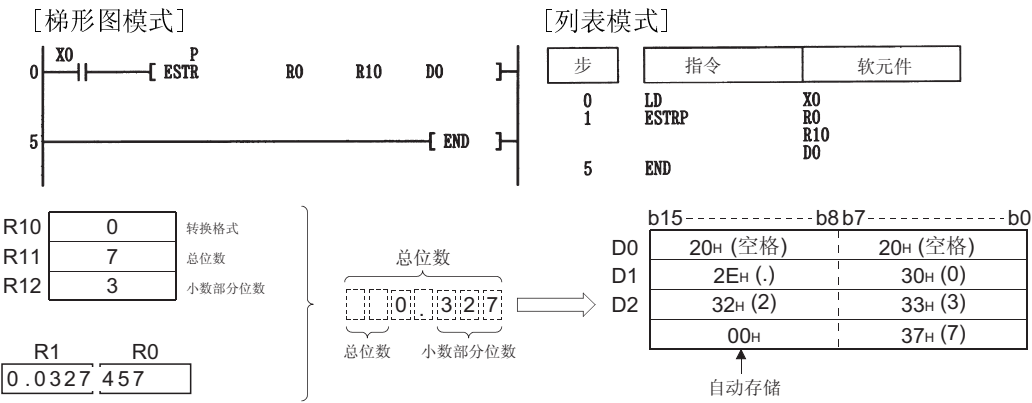 [梯形图模式]
X0 P
0 ESTR R0 R10 D0
5 END
[列表模式]
步 指令 软元件
0 LD X0
1 ESTRP R0
R10
D0
5 END
R10 0 转换格式
R11 7 总位数
R12 3 小数部分位数
R1 R0
0.0327 457
总位数
0 . 3 2 7
总位数 小数部分位数
b15 b8 b7 b0
D0 20H (空格) 20H (空格)
D1 2EH (.) 30H (0)
D2 32H (2) 33H (3)
00H 37H (7)
自动存储